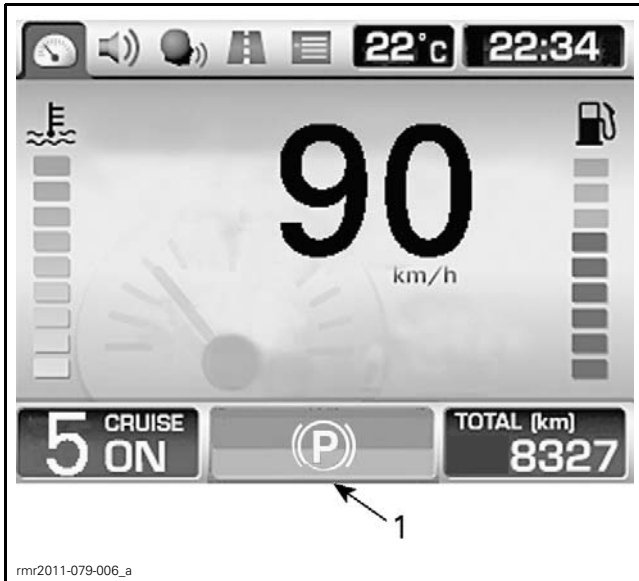 22°c 22:34
90
km/h
5 CRUISE ON
(P)
TOTAL (km)
8327
1
rmr2011-079-006_a